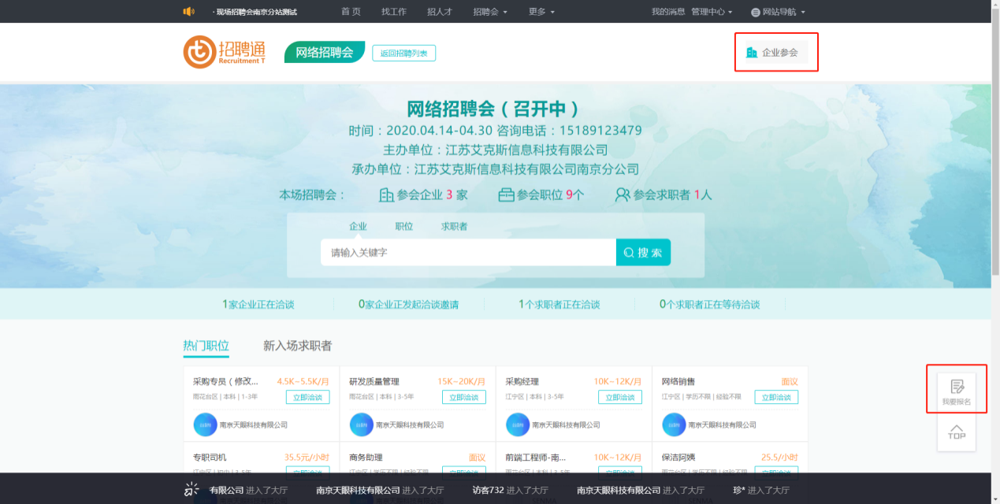 · 现场招聘会南京分站测试 首 页 找工作 招人才 招聘会 更多 我的消息 管理中心 网站导航
招聘通
Recruitment T
网络招聘会 返回招聘列表 企业参会
网络招聘会（召开中）
时间：2020.04.14-04.30 咨询电话：15189123479
主办单位：江苏艾克斯信息科技有限公司
承办单位：江苏艾克斯信息科技有限公司南京分公司
本场招聘会： 参会企业 3 家 参会职位 9个 参会求职者 1人
企业 职位 求职者
请输入关键字 搜 索
1家企业正在洽谈 0家企业正发起洽谈邀请 1个求职者正在洽谈 0个求职者正在等待洽谈
热门职位 新入场求职者
采购专员（修改... 4.5K~5.5K/月 研发质量管理 15K~20K/月 采购经理 10K~12K/月 网络销售 面议
雨花台区 | 本科 | 1-3年 立即洽谈 雨花台区 | 本科 | 3-5年 立即洽谈 江宁区 | 本科 | 3-5年 立即洽谈 江宁区 | 学历不限 | 经验不限 立即洽谈
南京天眼科技有限公司 南京天眼科技有限公司 南京天眼科技有限公司 南京天眼科技有限公司
我要报名
TOP
专职司机 35.5元/小时 商务助理 面议 前端工程师-南... 10K~12K/月 保洁阿姨 25.5/小时
有限公司 进入了大厅 南京天眼科技有限公司 进入了大厅 访客732 进入了大厅 南京天眼科技有限公司 进入了大厅 珍* 进入了大厅